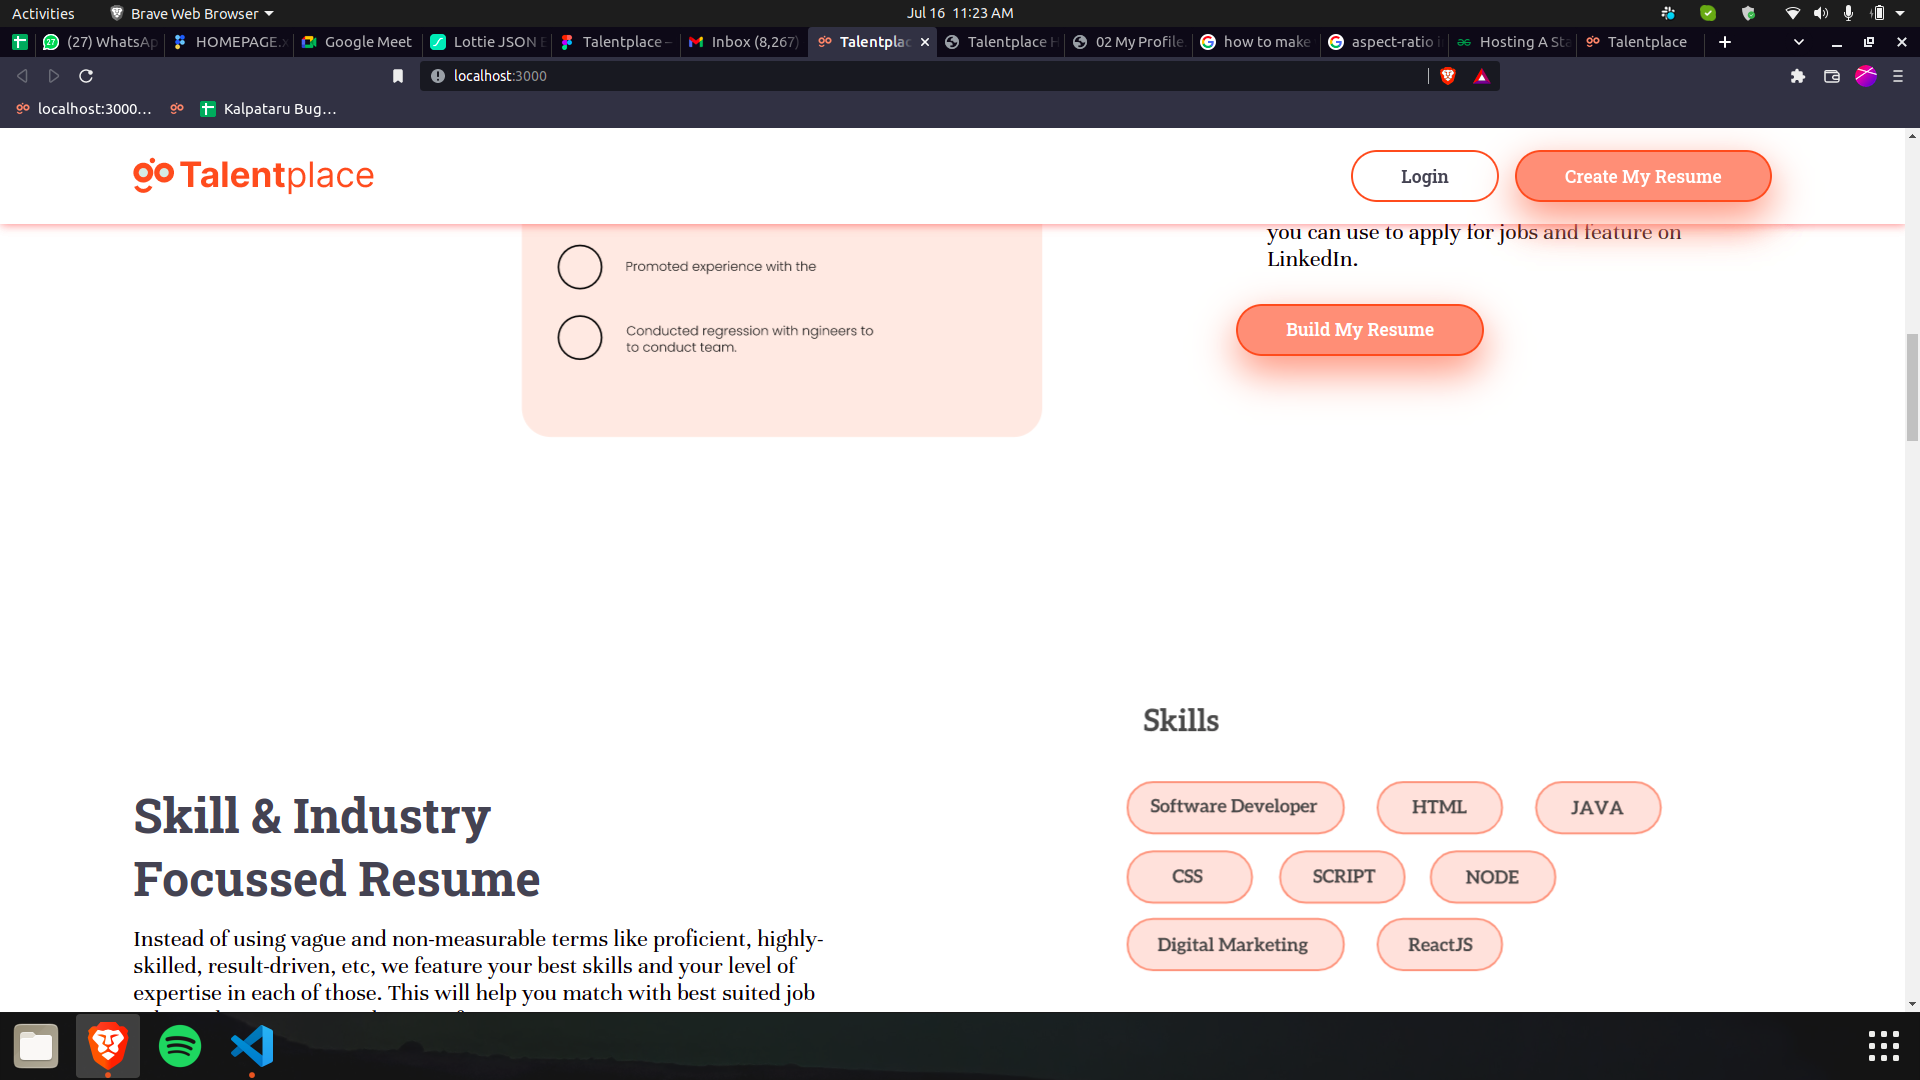 Activities
Brave Web Browser
Jul 16 11:23 AM
(27) WhatsAp
HOMEPAGE.x
Google Meet
Lottie JSON E
Talentplace -
Inbox (8,267)
Talentplac
Talentplace H
02 My Profile.
how to make
aspect-ratio i
Hosting A Sta
Talentplace
localhost:3000
localhost:3000...
Kalpataru Bug...
Talentplace
Login
Create My Resume
you can use to apply for jobs and feature on
LinkedIn.
Promoted experience with the
Conducted regression with ngineers to
to conduct team.
Build My Resume
Skills
Software Developer
HTML
JAVA
CSS
SCRIPT
NODE
Digital Marketing
ReactJS
Skill & Industry
Focussed Resume
Instead of using vague and non-measurable terms like proficient, highly-
skilled, result-driven, etc, we feature your best skills and your level of
expertise in each of those. This will help you match with best suited job